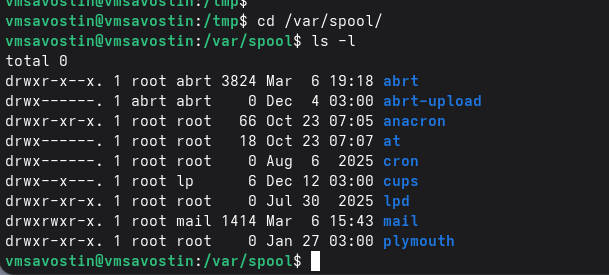 vmsavostin@vmsavostin:/tmp$
vmsavostin@vmsavostin:/tmp$ cd /var/spool/
vmsavostin@vmsavostin:/var/spool$ ls -l
total 0
drwxr-x--x. 1 root abrt 3824 Mar  6 19:18 abrt
drwx------. 1 abrt abrt    0 Dec  4 03:00 abrt-upload
drwxr-xr-x. 1 root root   66 Oct 23 07:05 anacron
drwx------. 1 root root   18 Oct 23 07:07 at
drwx------. 1 root root    0 Aug  6  2025 cron
drwx--x---. 1 root lp      6 Dec 12 03:00 cups
drwxr-xr-x. 1 root root    0 Jul 30  2025 lpd
drwxrwxr-x. 1 root mail 1414 Mar  6 15:43 mail
drwxr-xr-x. 1 root root    0 Jan 27 03:00 plymouth
vmsavostin@vmsavostin:/var/spool$